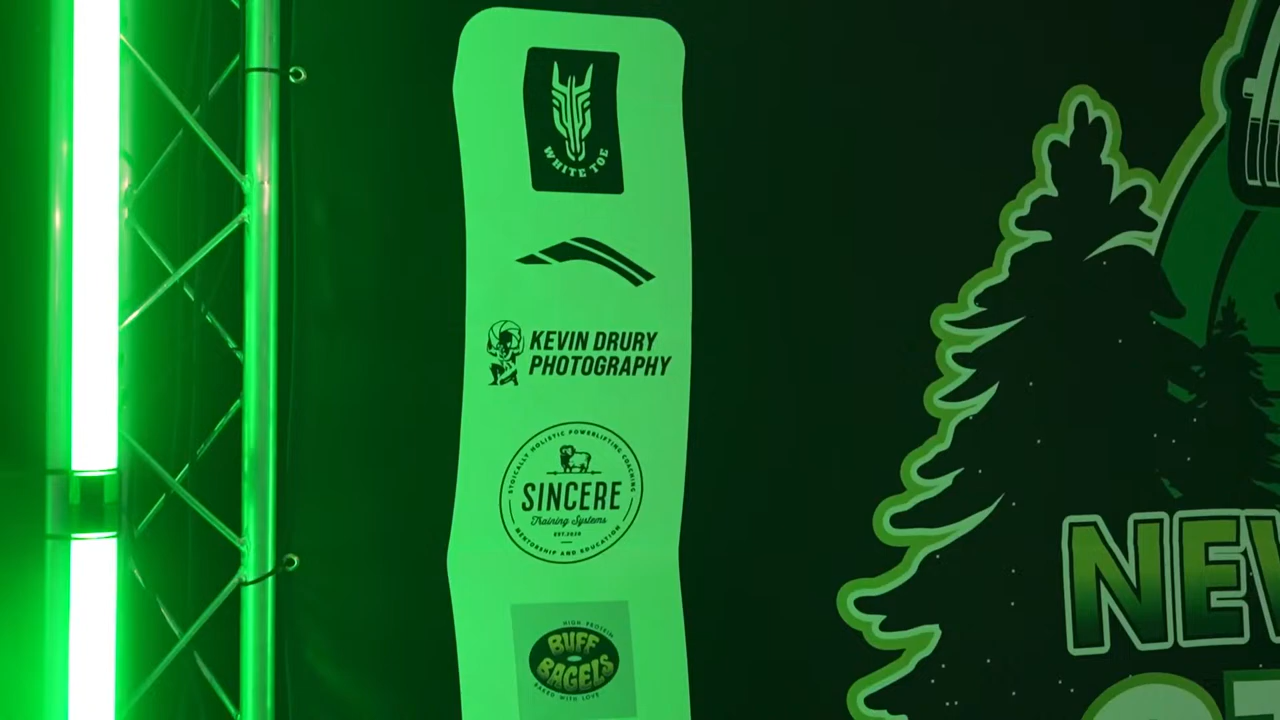 WHITE TOE
KEVIN DRURY
PHOTOGRAPHY
STOICALLY HOLISTIC POWERLIFTING COACHING
SINCERE
Training Systems
EST.2020
MENTORSHIP AND EDUCATION
HIGH PROTEIN
BUFF
BAGELS
BAKED WITH LOVE